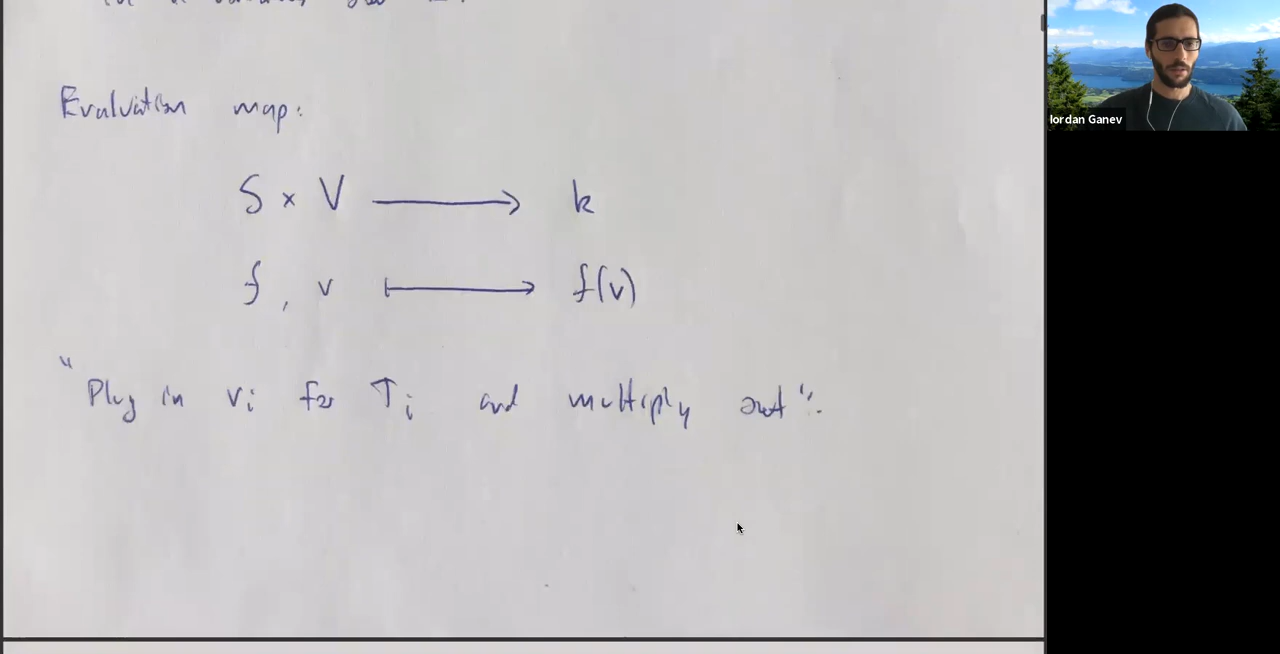 Evaluation map:
S × V ⟶ k
f , v ⟼ f(v)
"Plug in vᵢ for Tᵢ and multiply out".
Iordan Ganev